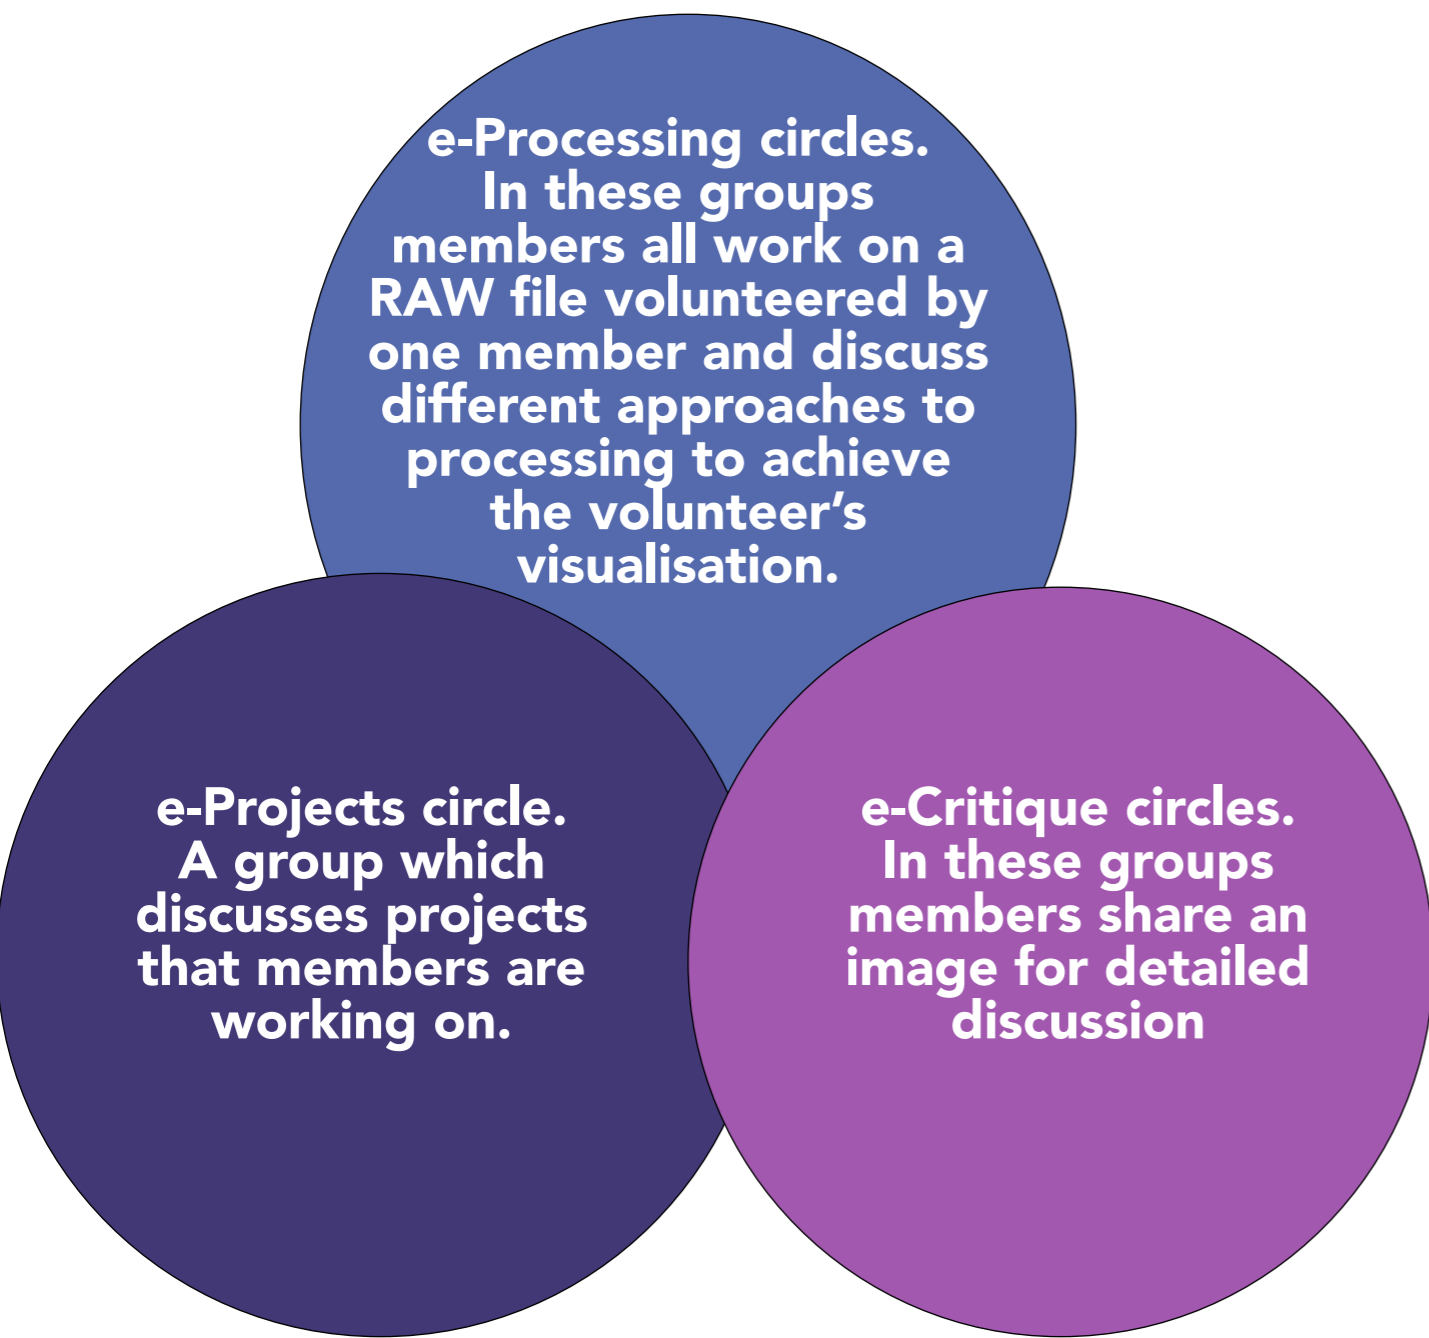 e-Processing circles.
In these groups
members all work on a
RAW file volunteered by
one member and discuss
different approaches to
processing to achieve
the volunteer’s
visualisation.
e-Projects circle.
A group which
discusses projects
that members are
working on.
e-Critique circles.
In these groups
members share an
image for detailed
discussion